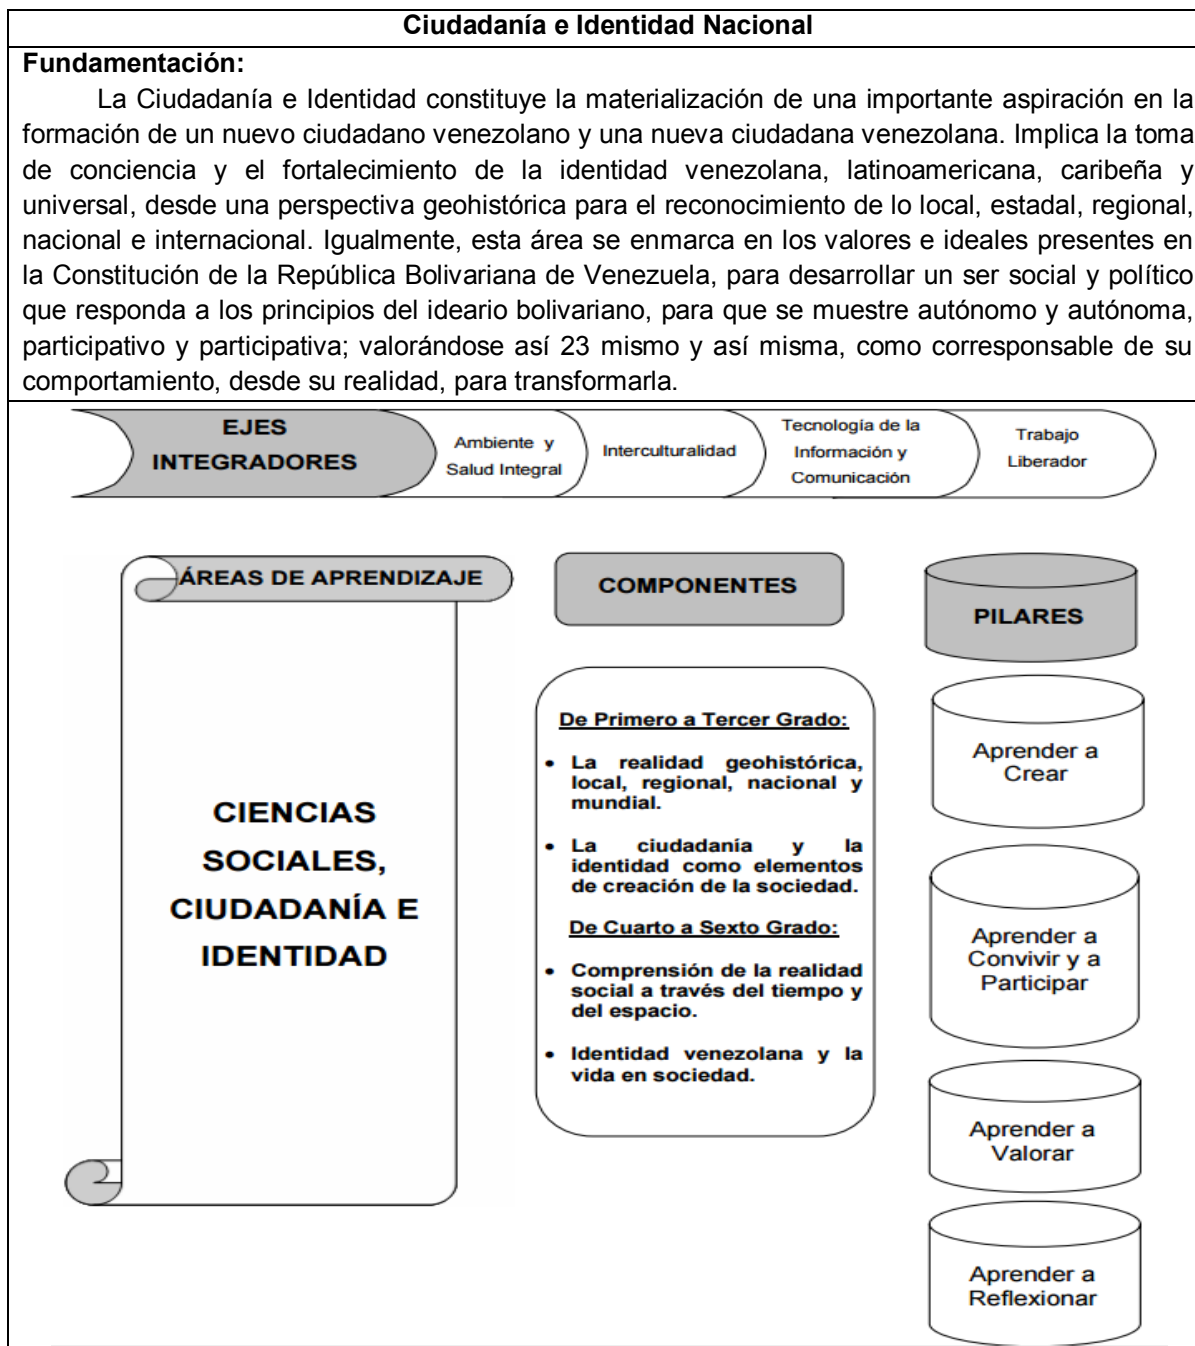 Ciudadanía e Identidad Nacional
Fundamentación:
La Ciudadanía e Identidad constituye la materialización de una importante aspiración en la
formación de un nuevo ciudadano venezolano y una nueva ciudadana venezolana. Implica la toma
de conciencia y el fortalecimiento de la identidad venezolana, latinoamericana, caribeña y
universal, desde una perspectiva geohistórica para el reconocimiento de lo local, estadal, regional,
nacional e internacional. Igualmente, esta área se enmarca en los valores e ideales presentes en
la Constitución de la República Bolivariana de Venezuela, para desarrollar un ser social y político
que responda a los principios del ideario bolivariano, para que se muestre autónomo y autónoma,
participativo y participativa; valorándose así 23 mismo y así misma, como corresponsable de su
comportamiento, desde su realidad, para transformarla.
EJES
INTEGRADORES
Ambiente y
Salud Integral
Interculturalidad
Tecnología de la
Información y
Comunicación
Trabajo
Liberador
ÁREAS DE APRENDIZAJE
CIENCIAS
SOCIALES,
CIUDADANÍA E
IDENTIDAD
COMPONENTES
De Primero a Tercer Grado:
• La realidad geohistórica,
local, regional, nacional y
mundial.
• La ciudadanía y la
identidad como elementos
de creación de la sociedad.
De Cuarto a Sexto Grado:
• Comprensión de la realidad
social a través del tiempo y
del espacio.
• Identidad venezolana y la
vida en sociedad.
PILARES
Aprender a
Crear
Aprender a
Convivir y a
Participar
Aprender a
Valorar
Aprender a
Reflexionar